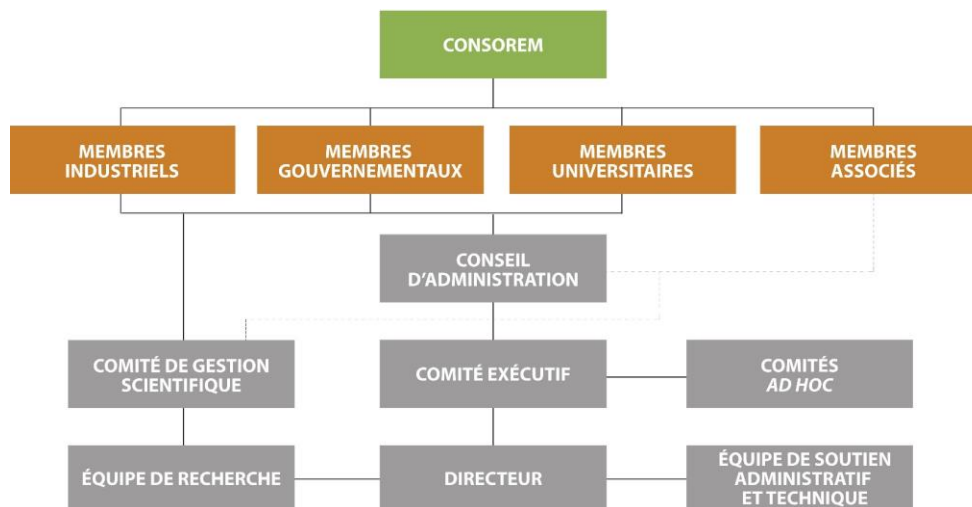 CONSOREM
MEMBRES
INDUSTRIELS
MEMBRES
GOUVERNEMENTAUX
MEMBRES
UNIVERSITAIRES
MEMBRES
ASSOCIÉS
CONSEIL
D'ADMINISTRATION
COMITÉ DE GESTION
SCIENTIFIQUE
COMITÉ EXÉCUTIF
COMITÉS
AD HOC
ÉQUIPE DE RECHERCHE
DIRECTEUR
ÉQUIPE DE SOUTIEN
ADMINISTRATIF
ET TECHNIQUE